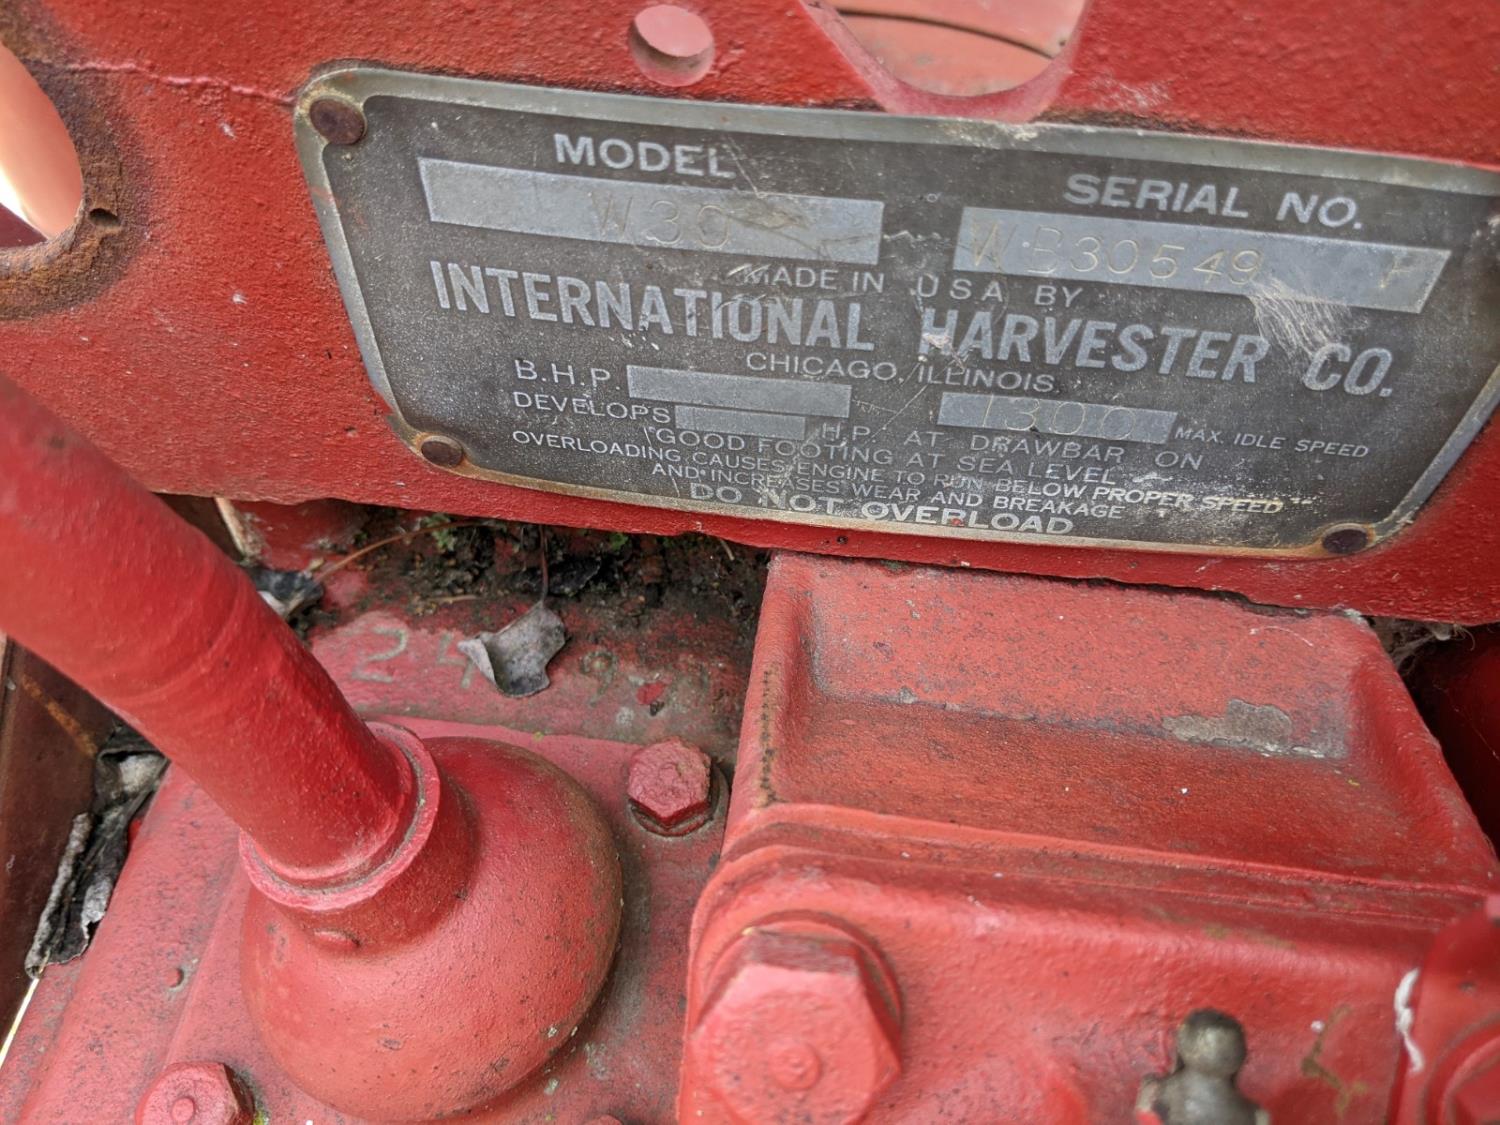 MODEL
SERIAL NO.
W30
WB30549 F
MADE IN USA BY
INTERNATIONAL HARVESTER CO.
CHICAGO, ILLINOIS.
B.H.P.
1300 MAX. IDLE SPEED
DEVELOPS H.P. AT DRAWBAR ON
GOOD FOOTING AT SEA LEVEL
OVERLOADING CAUSES ENGINE TO RUN BELOW PROPER SPEED
AND INCREASES WEAR AND BREAKAGE
DO NOT OVERLOAD